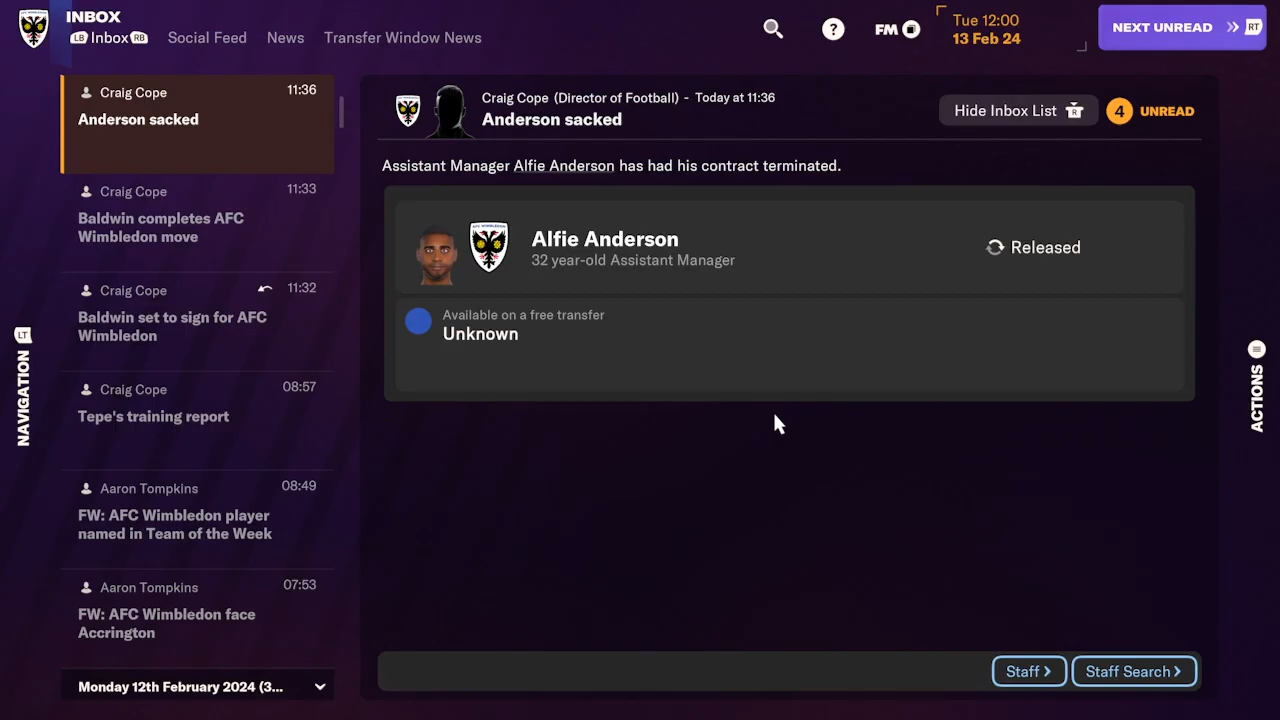 INBOX
LB Inbox RB Social Feed News Transfer Window News
FM
Tue 12:00
13 Feb 24
NEXT UNREAD RT
Craig Cope 11:36
Anderson sacked
Craig Cope 11:33
Baldwin completes AFC
Wimbledon move
Craig Cope 11:32
Baldwin set to sign for AFC
Wimbledon
Craig Cope 08:57
Tepe's training report
Aaron Tompkins 08:49
FW: AFC Wimbledon player
named in Team of the Week
Aaron Tompkins 07:53
FW: AFC Wimbledon face
Accrington
Monday 12th February 2024 (3...
Craig Cope (Director of Football) - Today at 11:36
Anderson sacked
Hide Inbox List R
4 UNREAD
Assistant Manager Alfie Anderson has had his contract terminated.
Alfie Anderson
32 year-old Assistant Manager
Released
Available on a free transfer
Unknown
Staff
Staff Search
LT NAVIGATION
ACTIONS